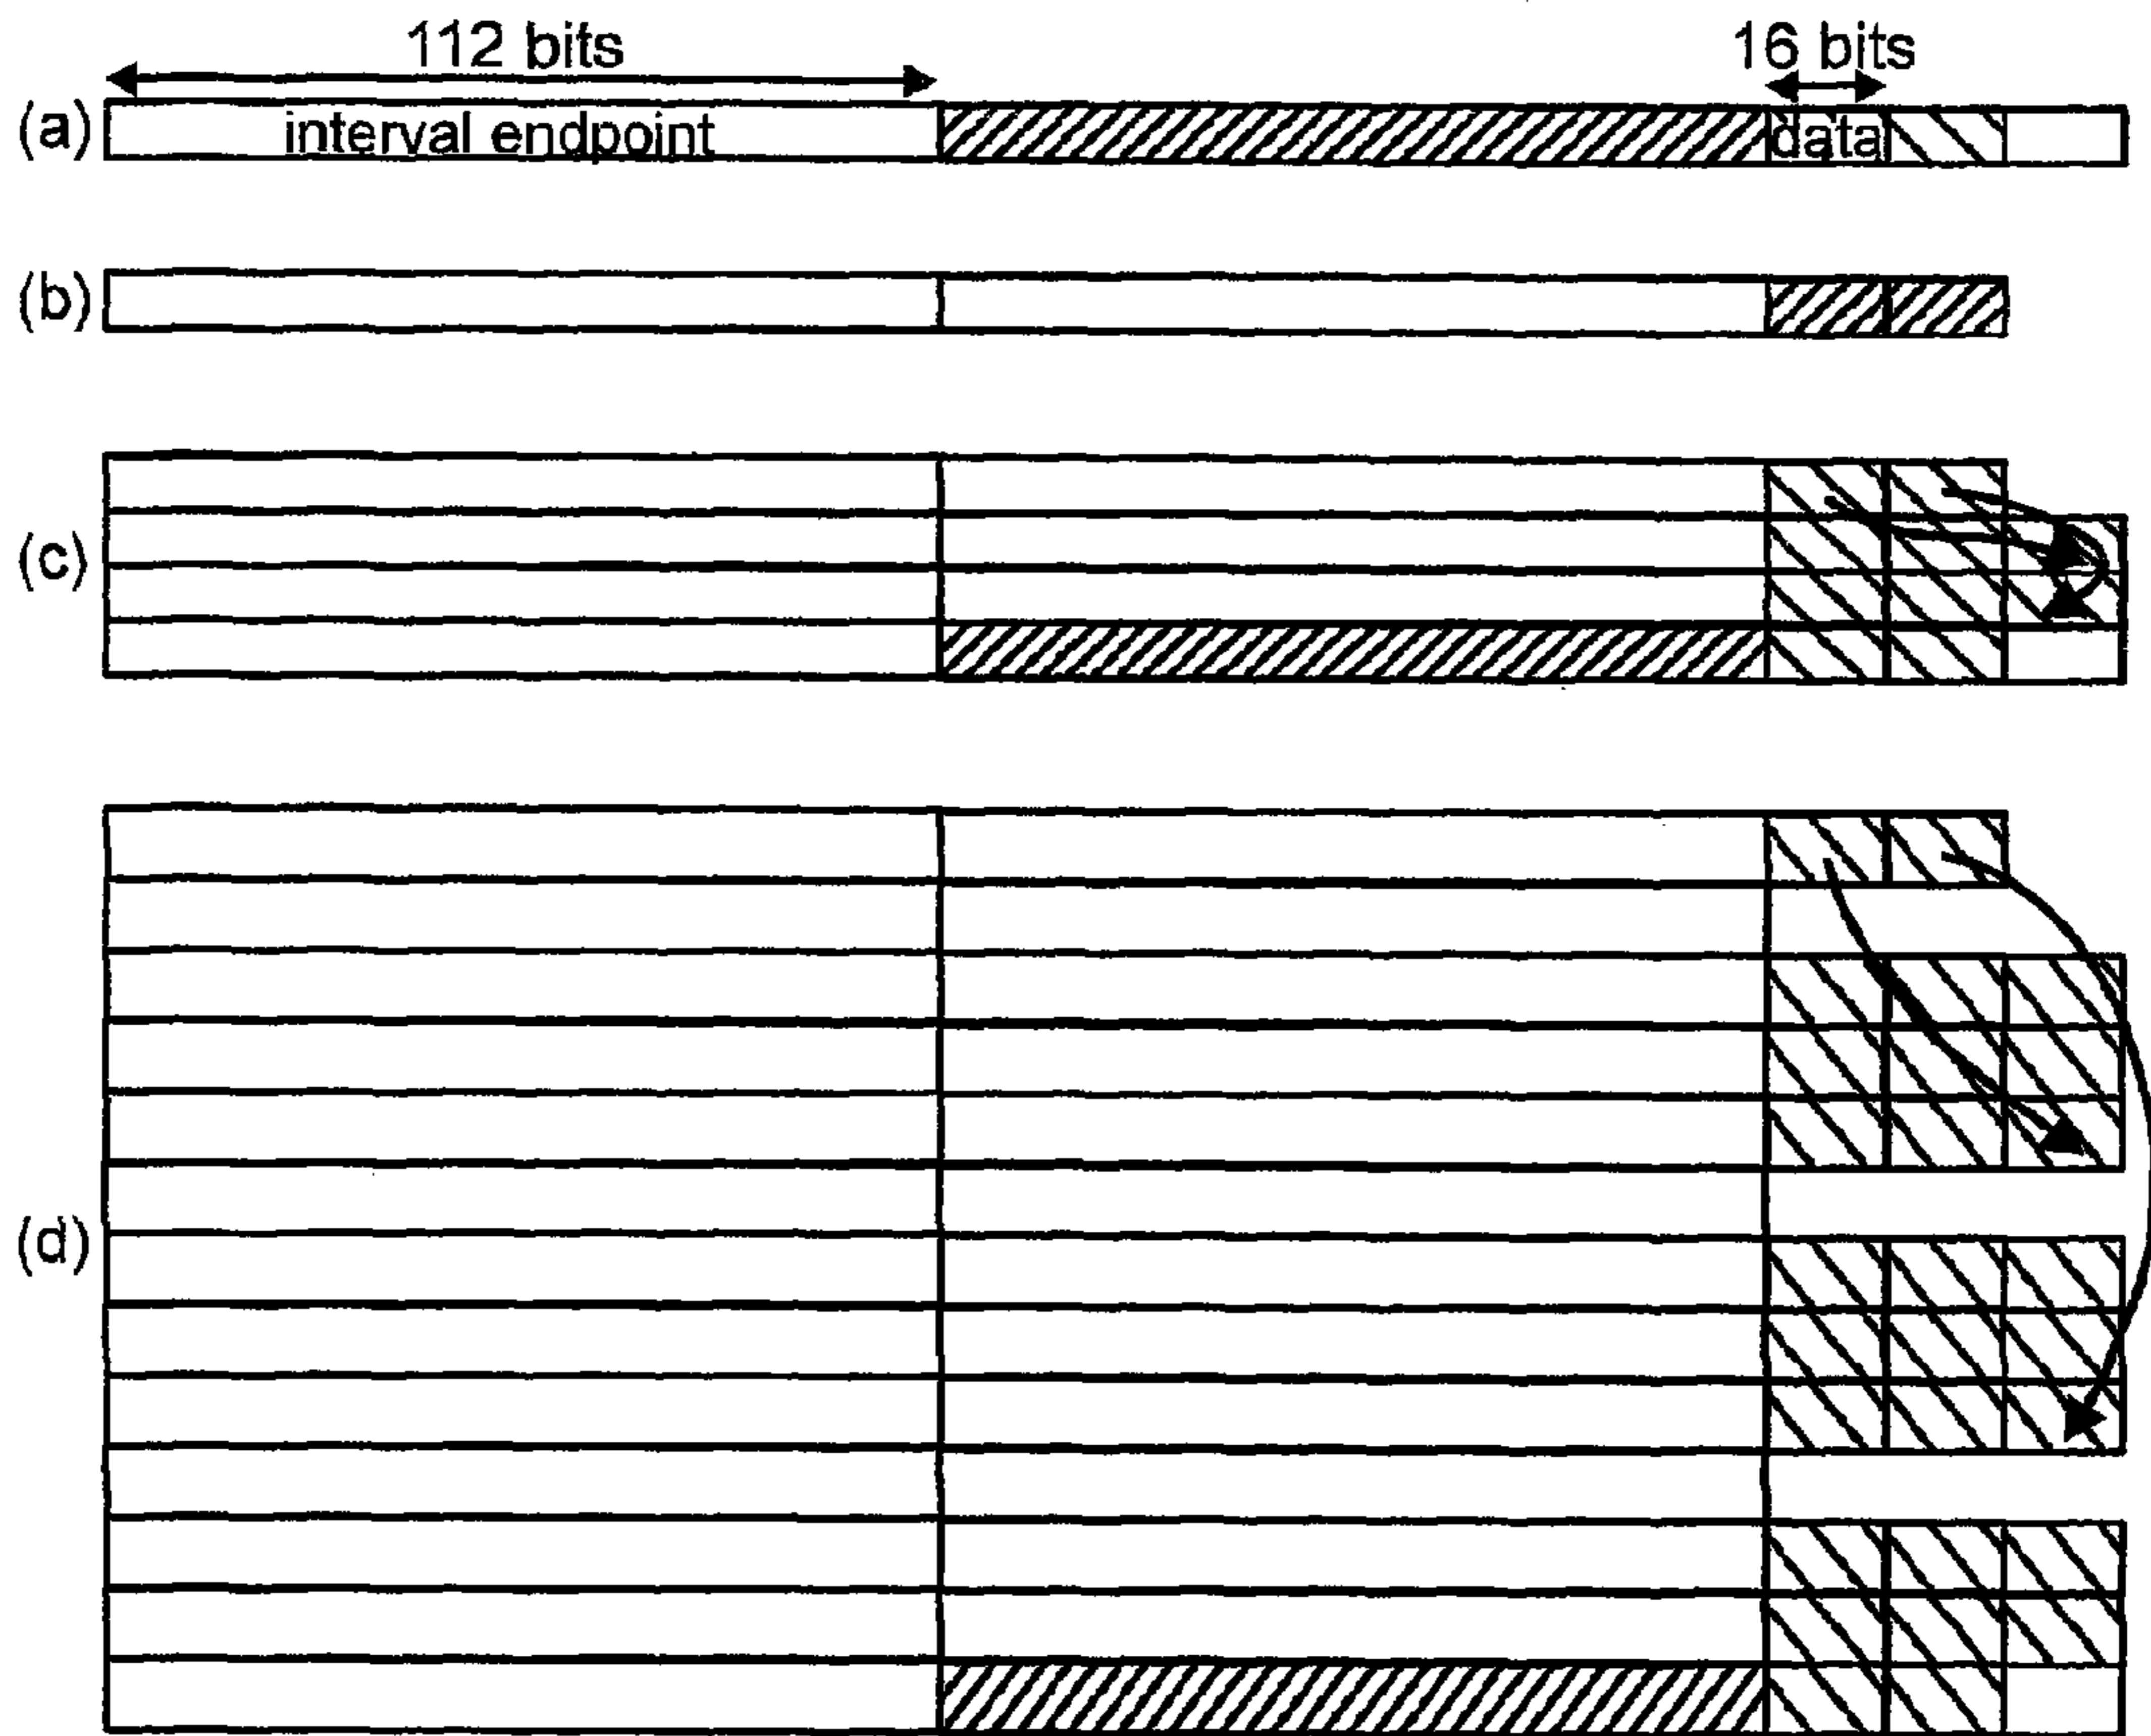 112 bits
16 bits
(a)
interval endpoint
data
(b)
(c)
(d)